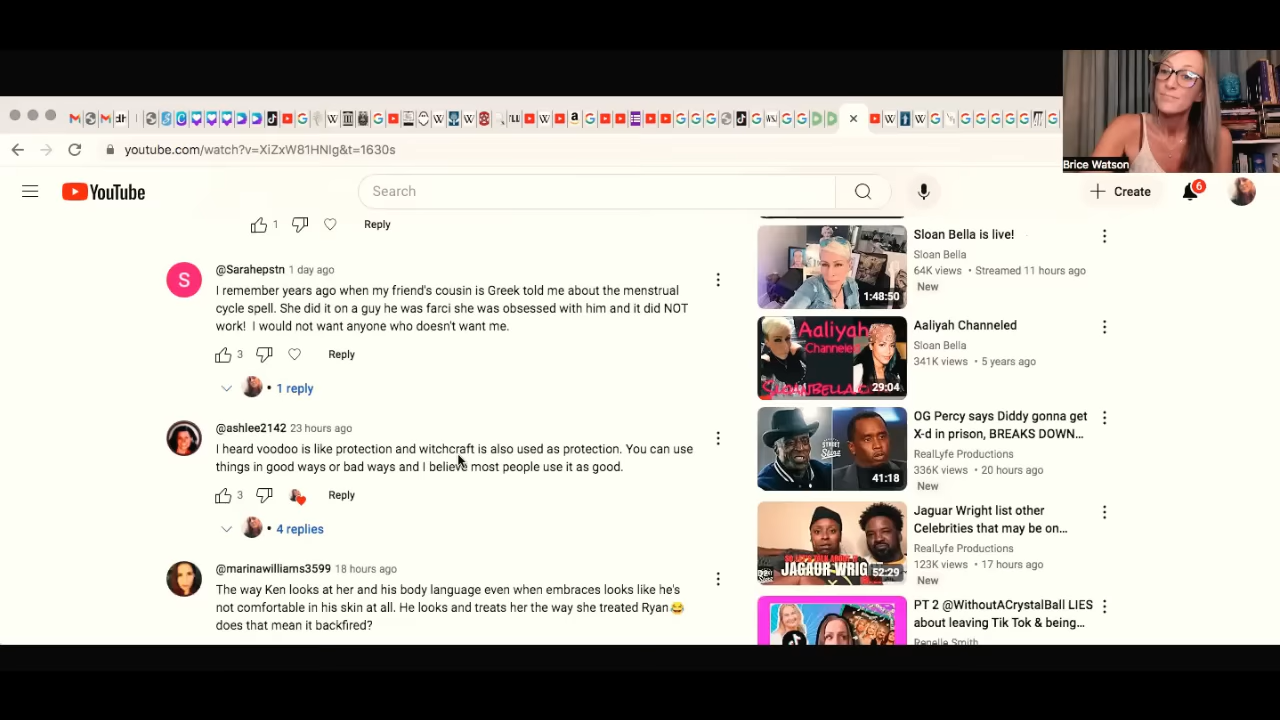 youtube.com/watch?v=XiZxW81HNIg&t=1630s
Brice Watson
YouTube
Search
Create
6
1
Reply
@Sarahepstn 1 day ago
I remember years ago when my friend's cousin is Greek told me about the menstrual
cycle spell. She did it on a guy he was farci she was obsessed with him and it did NOT
work! I would not want anyone who doesn't want me.
3
Reply
1 reply
@ashlee2142 23 hours ago
I heard voodoo is like protection and witchcraft is also used as protection. You can use
things in good ways or bad ways and I believe most people use it as good.
3
Reply
4 replies
@marinawilliams3599 18 hours ago
The way Ken looks at her and his body language even when embraces looks like he's
not comfortable in his skin at all. He looks and treats her the way she treated Ryan😂
does that mean it backfired?
Sloan Bella is live!
Sloan Bella
64K views • Streamed 11 hours ago
New
1:48:50
Aaliyah
Channeled
29:04
Aaliyah Channeled
Sloan Bella
341K views • 5 years ago
41:18
OG Percy says Diddy gonna get
X-d in prison, BREAKS DOWN...
RealLyfe Productions
336K views • 20 hours ago
New
JAGAUR WRIG
52:29
Jaguar Wright list other
Celebrities that may be on...
RealLyfe Productions
123K views • 17 hours ago
New
PT 2 @WithoutACrystalBall LIES
about leaving Tik Tok & being...
Renelle Smith